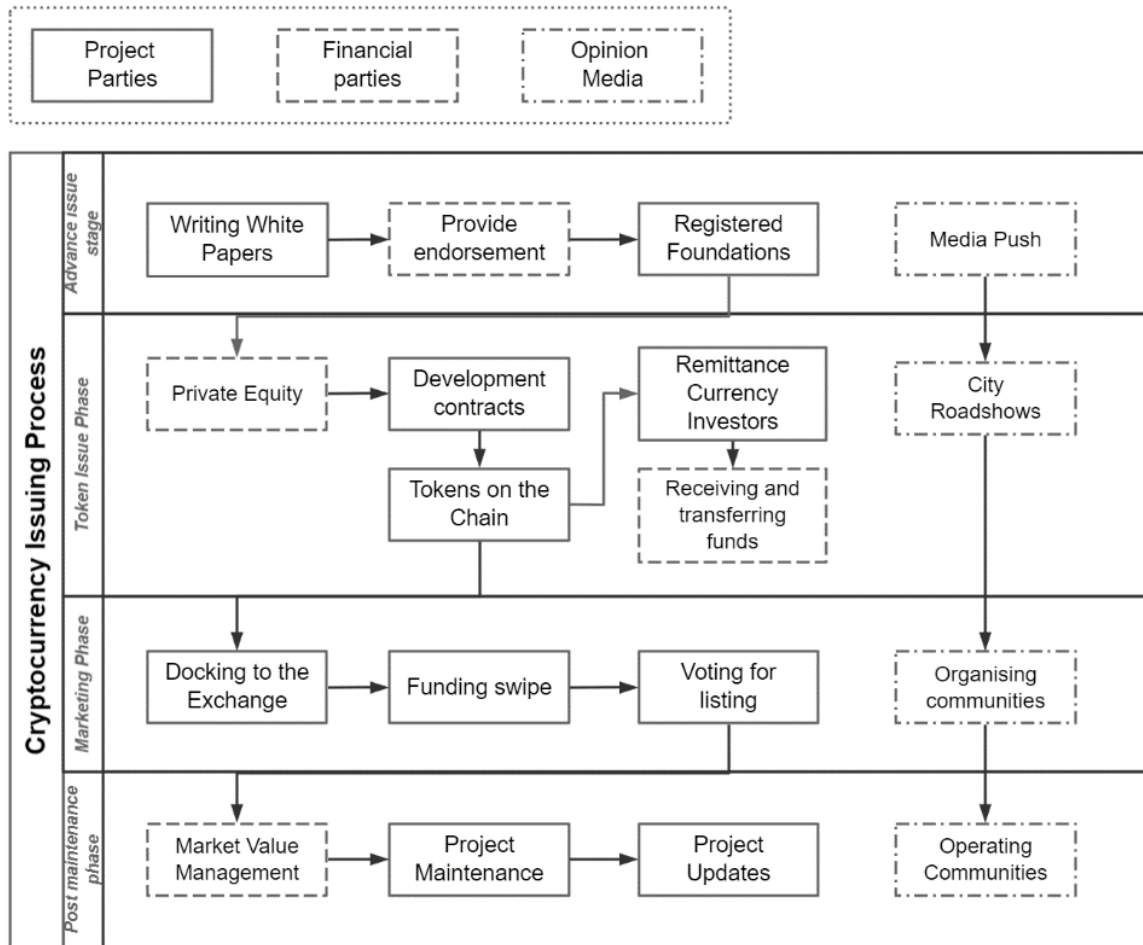 Project
Parties
Financial
parties
Opinion
Media
Cryptocurrency Issuing Process
Advance issue
stage
Writing White
Papers
Provide
endorsement
Registered
Foundations
Media Push
Token Issue Phase
Private Equity
Development
contracts
Remittance
Currency
Investors
City
Roadshows
Tokens on the
Chain
Receiving and
transferring
funds
Marketing Phase
Docking to the
Exchange
Funding swipe
Voting for
listing
Organising
communities
Post maintenance
phase
Market Value
Management
Project
Maintenance
Project
Updates
Operating
Communities